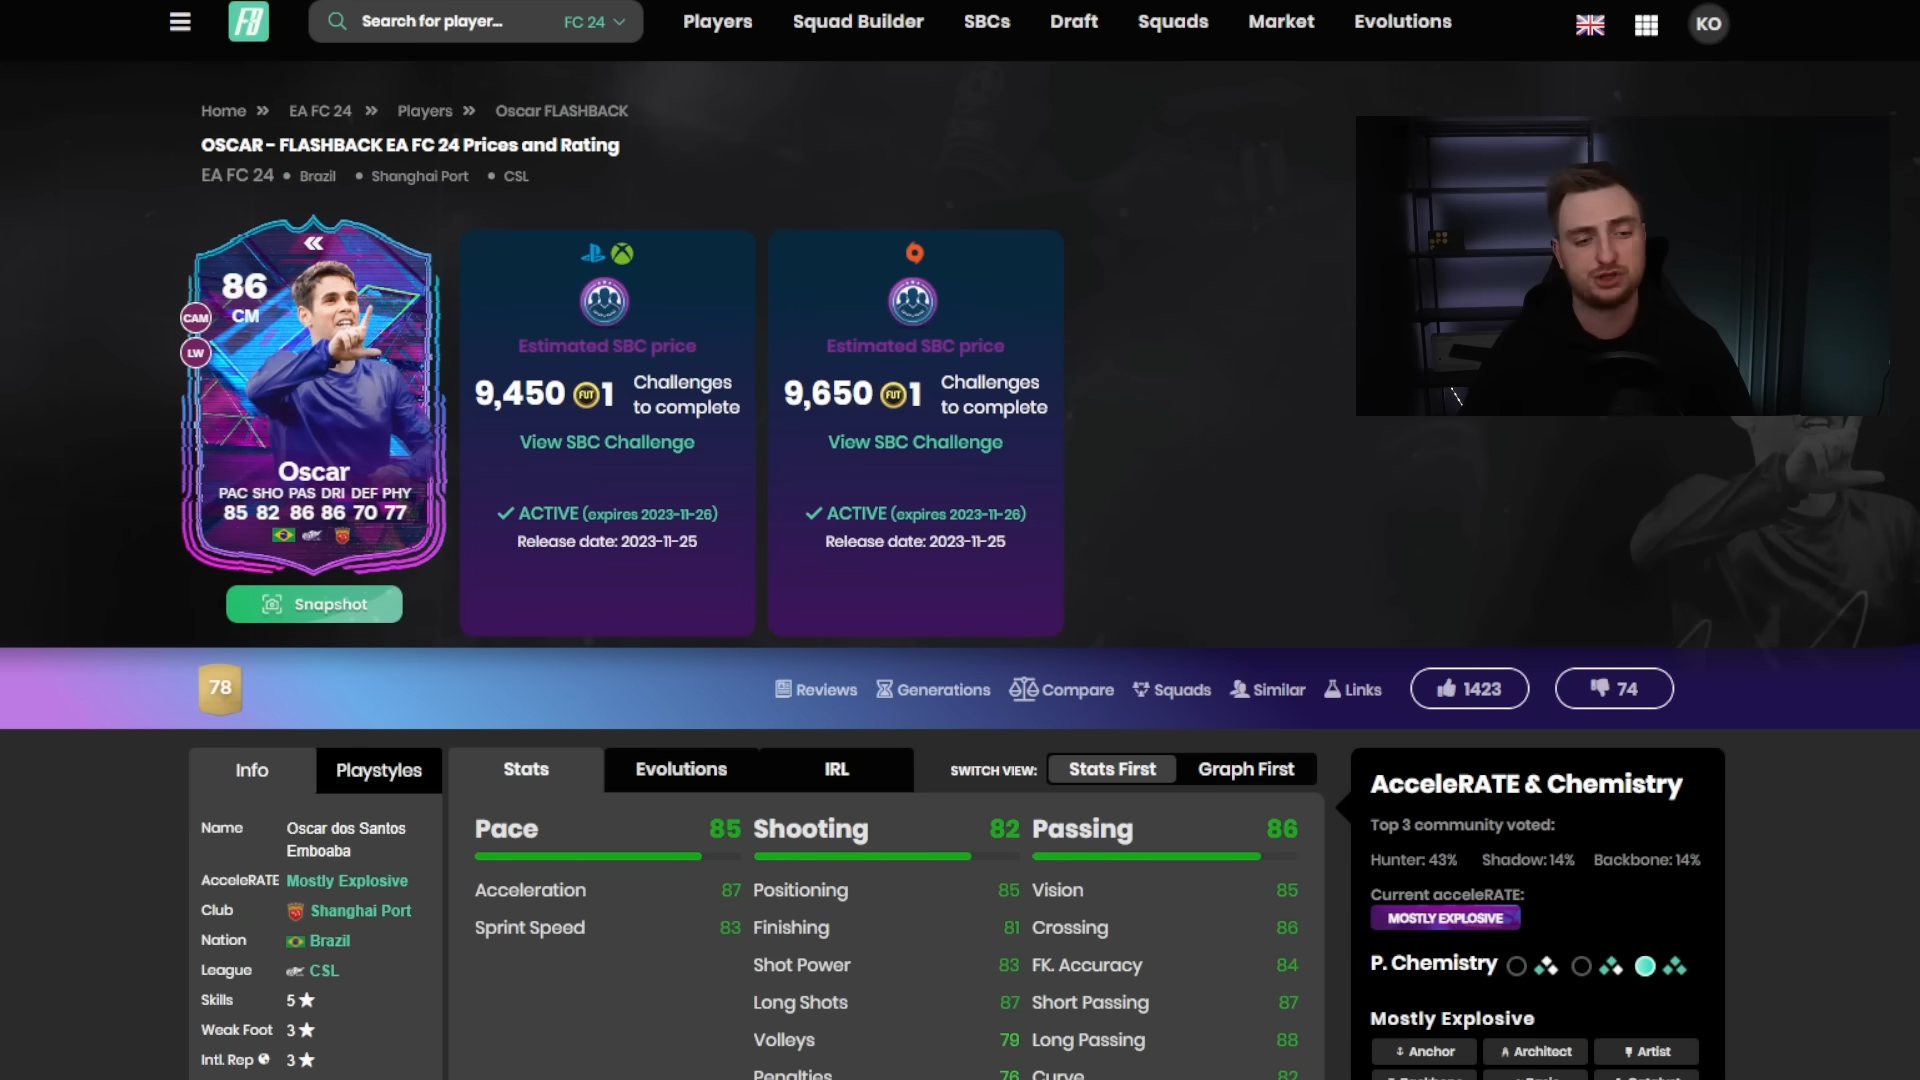 Search for player...
FC 24
Players
Squad Builder
SBCs
Draft
Squads
Market
Evolutions
KO
Home » EA FC 24 » Players » Oscar FLASHBACK
OSCAR - FLASHBACK EA FC 24 Prices and Rating
EA FC 24 • Brazil • Shanghai Port • CSL
86
CM
CAM
LW
Oscar
PAC SHO PAS DRI DEF PHY
85 82 86 86 70 77
Snapshot
Estimated SBC price
9,450 FUT 1 Challenges
to complete
View SBC Challenge
ACTIVE (expires 2023-11-26)
Release date: 2023-11-25
Estimated SBC price
9,650 FUT 1 Challenges
to complete
View SBC Challenge
ACTIVE (expires 2023-11-26)
Release date: 2023-11-25
78
Reviews
Generations
Compare
Squads
Similar
Links
1423
74
Info
Playstyles
Name Oscar dos Santos
Emboaba
AcceleRATE Mostly Explosive
Club Shanghai Port
Nation Brazil
League CSL
Skills 5
Weak Foot 3
Intl. Rep 3
Stats
Evolutions
IRL
SWITCH VIEW:
Stats First
Graph First
Pace 85
Acceleration 87
Sprint Speed 83
Shooting 82
Positioning 85
Finishing 81
Shot Power 83
Long Shots 87
Volleys 79
Penalties 76
Passing 86
Vision 85
Crossing 86
FK. Accuracy 84
Short Passing 87
Long Passing 88
Curve 82
AcceleRATE & Chemistry
Top 3 community voted:
Hunter: 43% Shadow: 14% Backbone: 14%
Current acceleRATE:
MOSTLY EXPLOSIVE
P. Chemistry
Mostly Explosive
Anchor
Architect
Artist